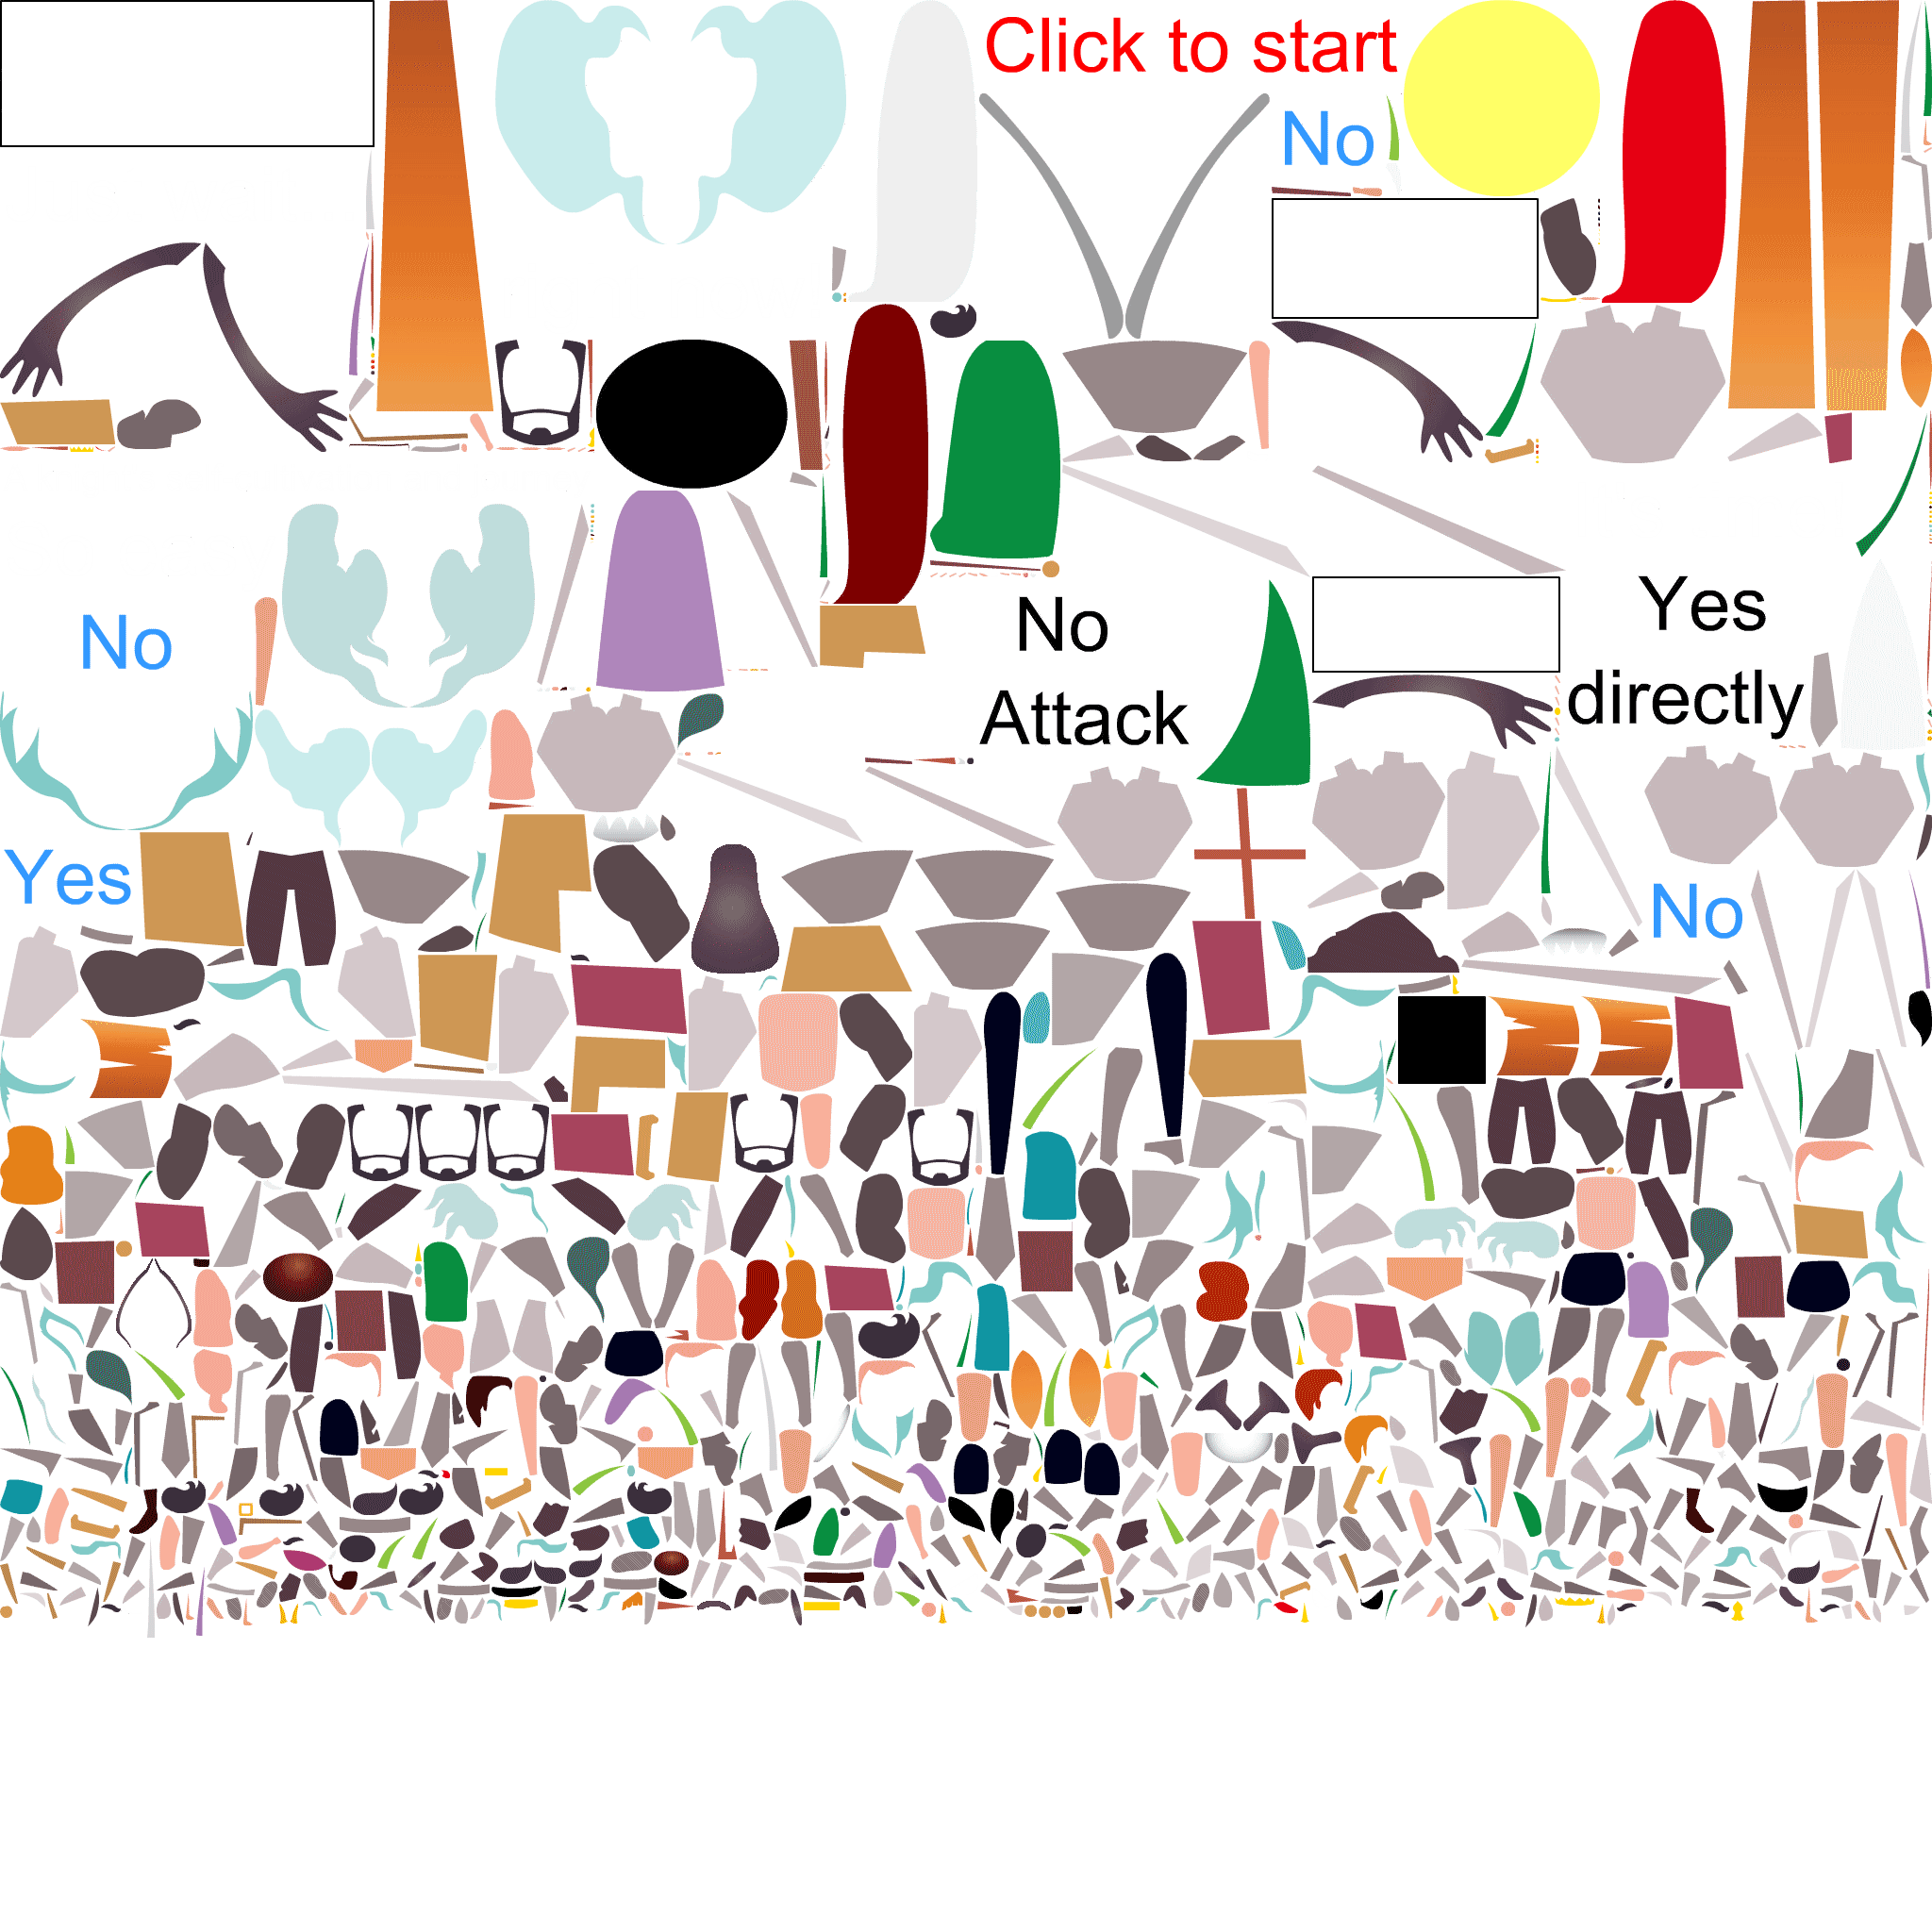 Click to start
No
No
No
Attack
Yes
directly
Yes
No